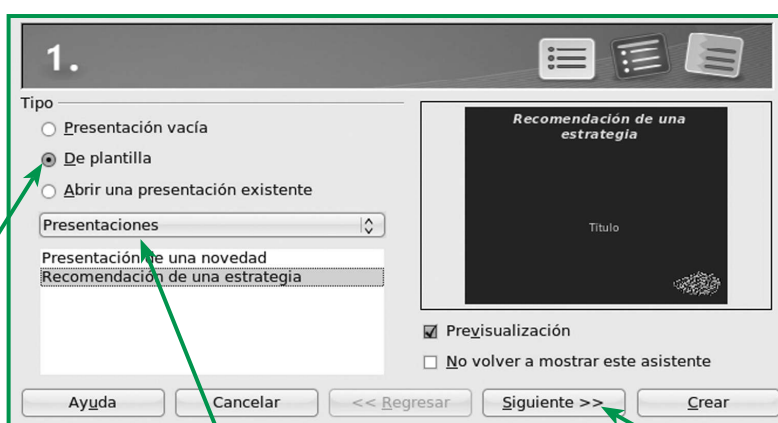 1.
Tipo
Presentación vacía
De plantilla
Abrir una presentación existente
Presentaciones
Presentación de una novedad
Recomendación de una estrategia
Recomendación de una
estrategia
Título
Previsualización
No volver a mostrar este asistente
Ayuda
Cancelar
<< Regresar
Siguiente >>
Crear